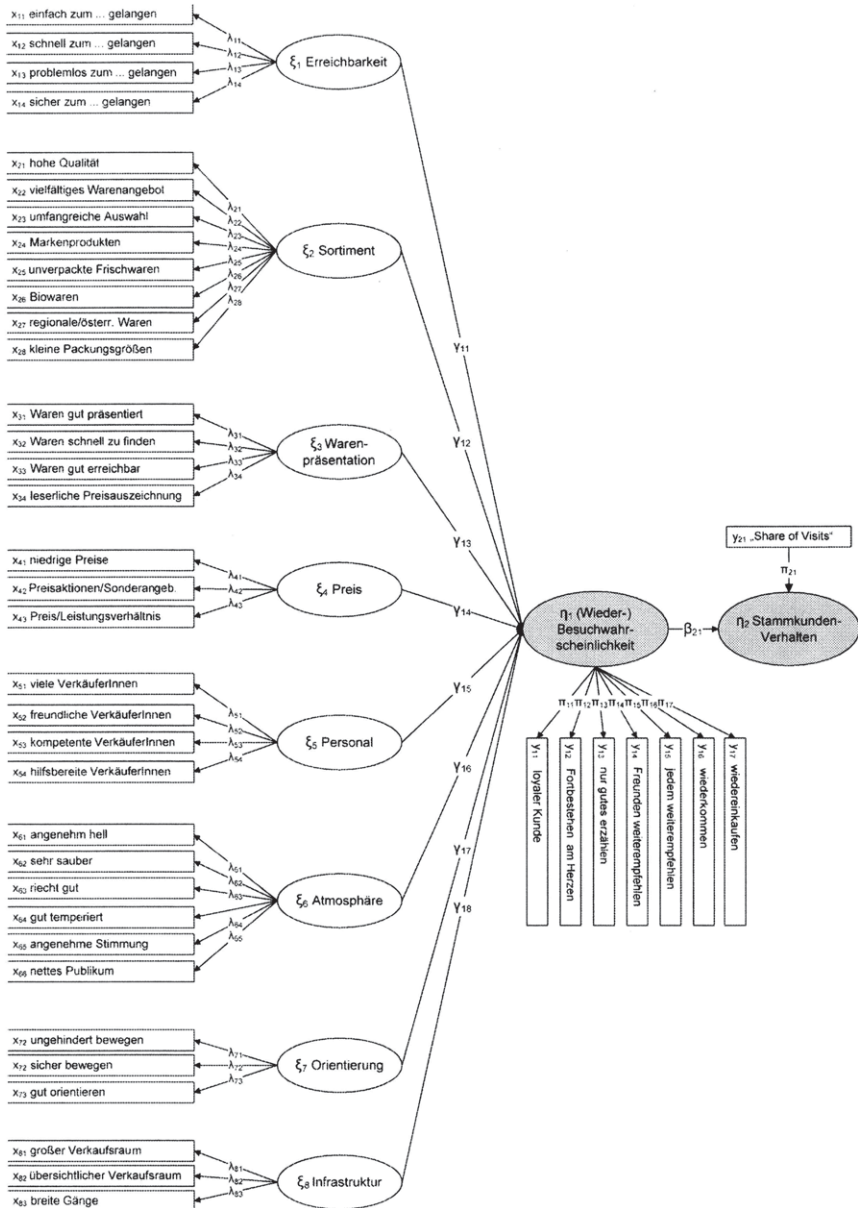 x₁₁ einfach zum ... gelangen
x₁₂ schnell zum ... gelangen
x₁₃ problemlos zum ... gelangen
x₁₄ sicher zum ... gelangen
λ₁₁
λ₁₂
λ₁₃
λ₁₄
ξ₁ Erreichbarkeit
x₂₁ hohe Qualität
x₂₂ vielfältiges Warenangebot
x₂₃ umfangreiche Auswahl
x₂₄ Markenprodukten
x₂₅ unverpackte Frischwaren
x₂₆ Biowaren
x₂₇ regionale/österr. Waren
x₂₈ kleine Packungsgrößen
λ₂₁
λ₂₂
λ₂₃
λ₂₄
λ₂₅
λ₂₆
λ₂₇
λ₂₈
ξ₂ Sortiment
x₃₁ Waren gut präsentiert
x₃₂ Waren schnell zu finden
x₃₃ Waren gut erreichbar
x₃₄ leserliche Preisauszeichnung
λ₃₁
λ₃₂
λ₃₃
λ₃₄
ξ₃ Waren-
präsentation
x₄₁ niedrige Preise
x₄₂ Preisaktionen/Sonderangeb.
x₄₃ Preis/Leistungsverhältnis
λ₄₁
λ₄₂
λ₄₃
ξ₄ Preis
x₅₁ viele VerkäuferInnen
x₅₂ freundliche VerkäuferInnen
x₅₃ kompetente VerkäuferInnen
x₅₄ hilfsbereite VerkäuferInnen
λ₅₁
λ₅₂
λ₅₃
λ₅₄
ξ₅ Personal
x₆₁ angenehm hell
x₆₂ sehr sauber
x₆₃ riecht gut
x₆₄ gut temperiert
x₆₅ angenehme Stimmung
x₆₆ nettes Publikum
λ₆₁
λ₆₂
λ₆₃
λ₆₄
λ₆₅
ξ₆ Atmosphäre
x₇₂ ungehindert bewegen
x₇₂ sicher bewegen
x₇₃ gut orientieren
λ₇₁
λ₇₂
λ₇₃
ξ₇ Orientierung
x₈₁ großer Verkaufsraum
x₈₂ übersichtlicher Verkaufsraum
x₈₃ breite Gänge
λ₈₁
λ₈₂
λ₈₃
ξ₈ Infrastruktur
γ₁₁
γ₁₂
γ₁₃
γ₁₄
γ₁₅
γ₁₆
γ₁₇
γ₁₈
η₁ (Wieder-)
Besuchwahr-
scheinlichkeit
β₂₁
y₂₁ „Share of Visits“
π₂₁
η₂ Stammkunden-
Verhalten
π₁₁ π₁₂ π₁₃ π₁₄ π₁₅ π₁₆ π₁₇
y₁₁ loyaler Kunde
y₁₂ Fortbestehen am Herzen
y₁₃ nur gutes erzählen
y₁₄ Freunden weiterempfehlen
y₁₅ jedem weiterempfehlen
y₁₆ wiederkommen
y₁₇ wiedereinkaufen